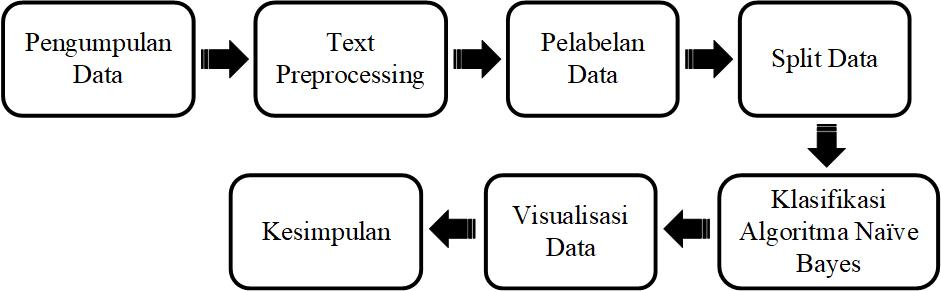 Pengumpulan
Data
Text
Preprocessing
Pelabelan
Data
Split Data
Klasifikasi
Algoritma Naïve
Bayes
Visualisasi
Data
Kesimpulan